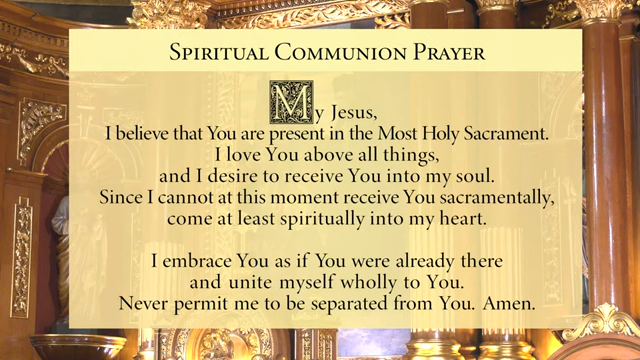 Spiritual Communion Prayer
My Jesus,
I believe that You are present in the Most Holy Sacrament.
I love You above all things,
and I desire to receive You into my soul.
Since I cannot at this moment receive You sacramentally,
come at least spiritually into my heart.
I embrace You as if You were already there
and unite myself wholly to You.
Never permit me to be separated from You. Amen.